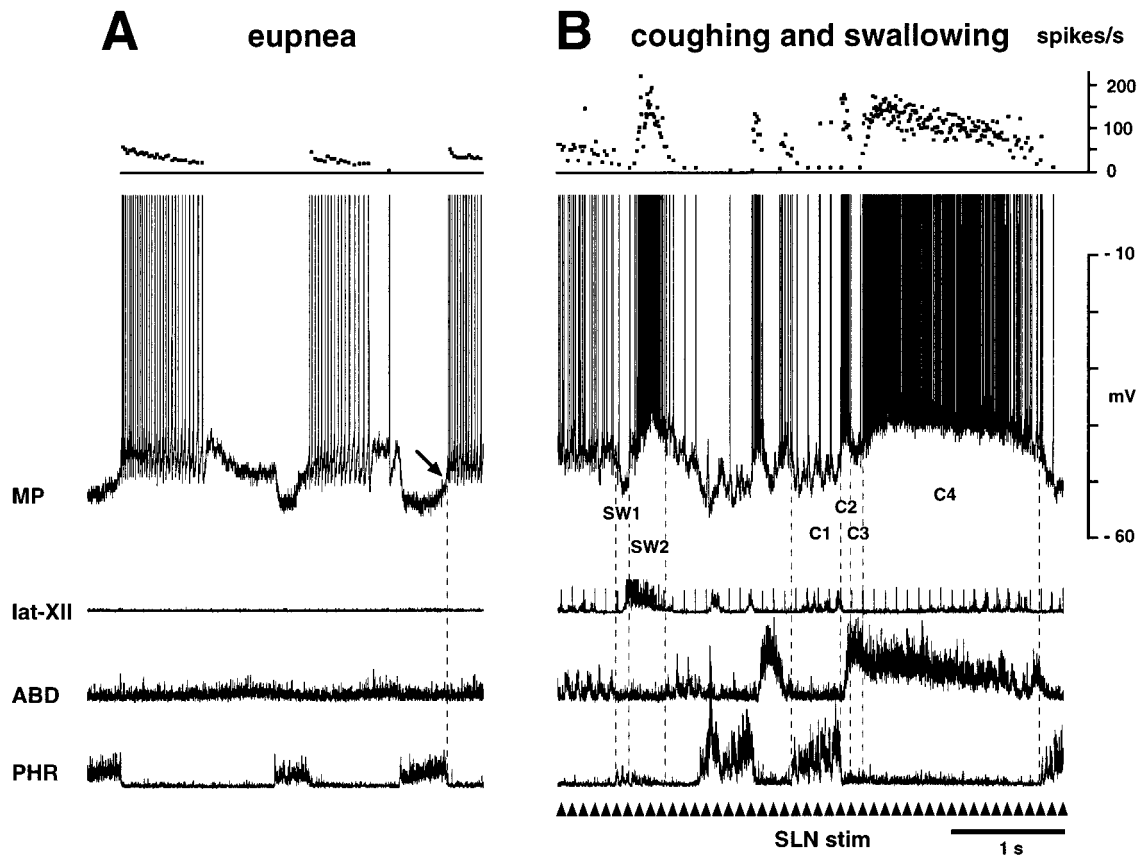 A eupnea
B coughing and swallowing spikes/s
200
100
0
- 10
mV
MP
SW1
SW2
C1
C2
C3
C4
- 60
lat-XII
ABD
PHR
SLN stim
1 s